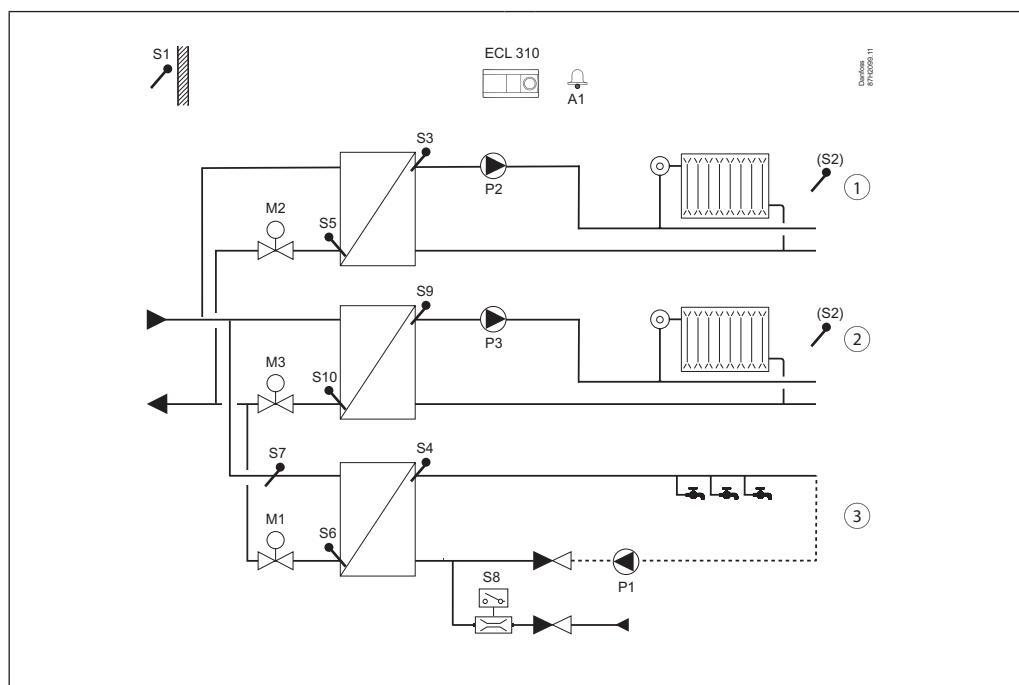 S1
ECL 310
A1
Danfoss
87H2099.11
S3
P2
(S2)
1
M2
S5
S9
P3
(S2)
2
M3
S10
S7
S4
3
M1
S6
S8
P1